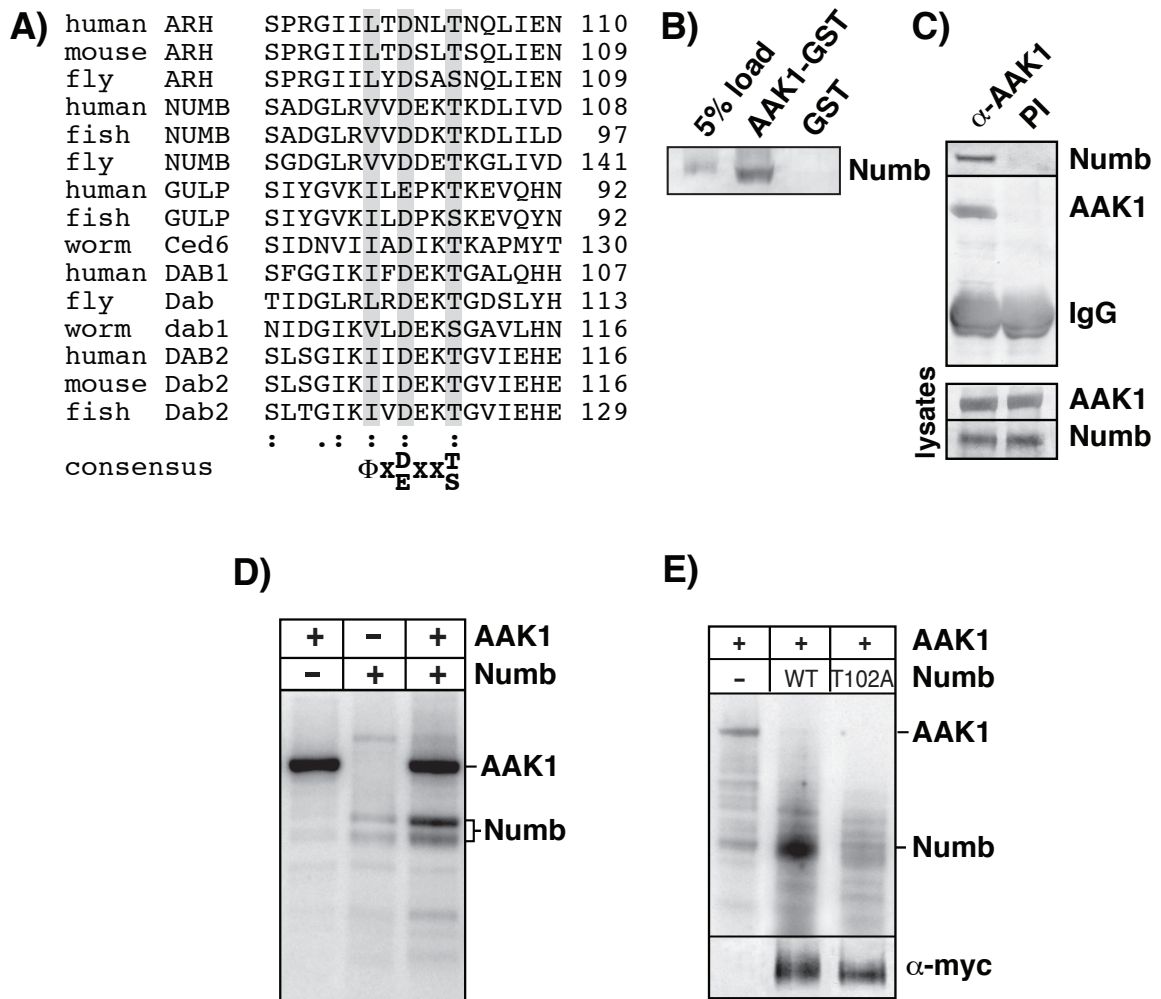 A)
human ARH SPRGIILTDNLTNQLIEN 110
mouse ARH SPRGIILTDSLTSQLIEN 109
fly ARH SPRGIILYDSASNQLIEN 109
human NUMB SADGLRVVDEKTKDLIVD 108
fish NUMB SADGLRVVDDKTKDLILD 97
fly NUMB SGDGLRVVDDETKGLIVD 141
human GULP SIYGVKILEPKTKEVQHN 92
fish GULP SIYGVKILDPKSKEVQYN 92
worm Ced6 SIDNVIIADIKTKAPMYT 130
human DAB1 SFGGIKIFDEKTGALQHH 107
fly Dab TIDGLRLRDEKTGDSLYH 113
worm dab1 NIDGIKVLDEKSGAVLHN 116
human DAB2 SLSGIKIIDEKTGVIEHE 116
mouse Dab2 SLSGIKIIDEKTGVIEHE 116
fish Dab2 SLTGIKIVDEKTGVIEHE 129
: .: : : :
consensus ΦxDxxT
E S
B)
5% load AAK1-GST GST
Numb
C)
α-AAK1 PI
Numb
AAK1
IgG
lysates
AAK1
Numb
D)
+ – + AAK1
– + + Numb
AAK1
Numb
E)
+ + + AAK1
– WT T102A Numb
AAK1
Numb
α-myc